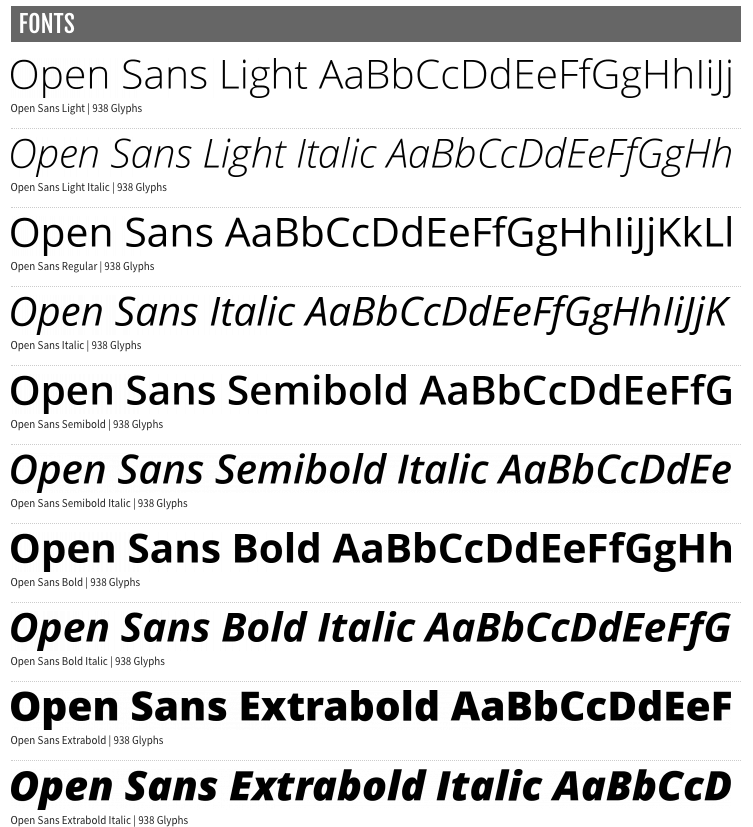 FONTS
Open Sans Light AaBbCcDdEeFfGgHhIiJj
Open Sans Light | 938 Glyphs
Open Sans Light Italic AaBbCcDdEeFfGgHh
Open Sans Light Italic | 938 Glyphs
Open Sans AaBbCcDdEeFfGgHhIiJjKkLl
Open Sans Regular | 938 Glyphs
Open Sans Italic AaBbCcDdEeFfGgHhIiJjK
Open Sans Italic | 938 Glyphs
Open Sans Semibold AaBbCcDdEeFfG
Open Sans Semibold | 938 Glyphs
Open Sans Semibold Italic AaBbCcDdEe
Open Sans Semibold Italic | 938 Glyphs
Open Sans Bold AaBbCcDdEeFfGgHh
Open Sans Bold | 938 Glyphs
Open Sans Bold Italic AaBbCcDdEeFfG
Open Sans Bold Italic | 938 Glyphs
Open Sans Extrabold AaBbCcDdEeF
Open Sans Extrabold | 938 Glyphs
Open Sans Extrabold Italic AaBbCcD
Open Sans Extrabold Italic | 938 Glyphs